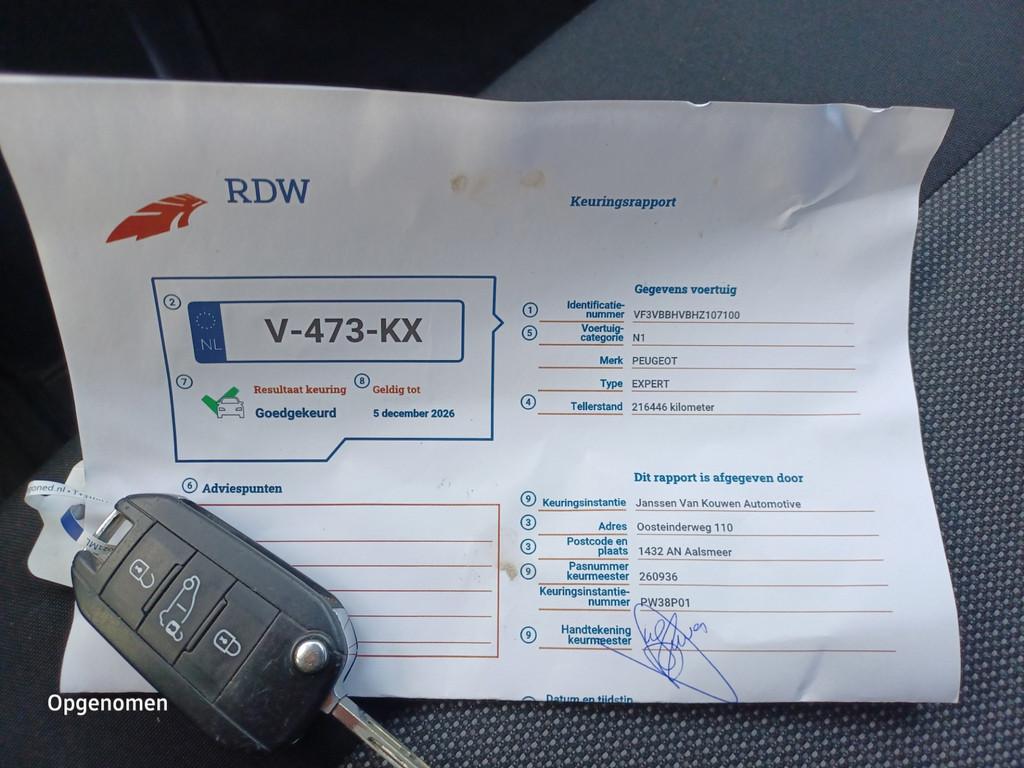 RDW
Keuringsrapport
2
NL
V-473-KX
7
Resultaat keuring
Goedgekeurd
8
Geldig tot
5 december 2026
6 Adviespunten
Gegevens voertuig
1 Identificatie-
nummer VF3VBBHVBHZ107100
5 Voertuig-
categorie N1
Merk PEUGEOT
Type EXPERT
4 Tellerstand 216446 kilometer
Dit rapport is afgegeven door
9 Keuringsinstantie Janssen Van Kouwen Automotive
3 Adres Oosteinderweg 110
3 Postcode en
plaats 1432 AN Aalsmeer
9 Pasnummer
keurmeester 260936
Keuringsinstantie-
nummer PW38P01
9 Handtekening
keurmeester
Datum en tijdstip
Opgenomen